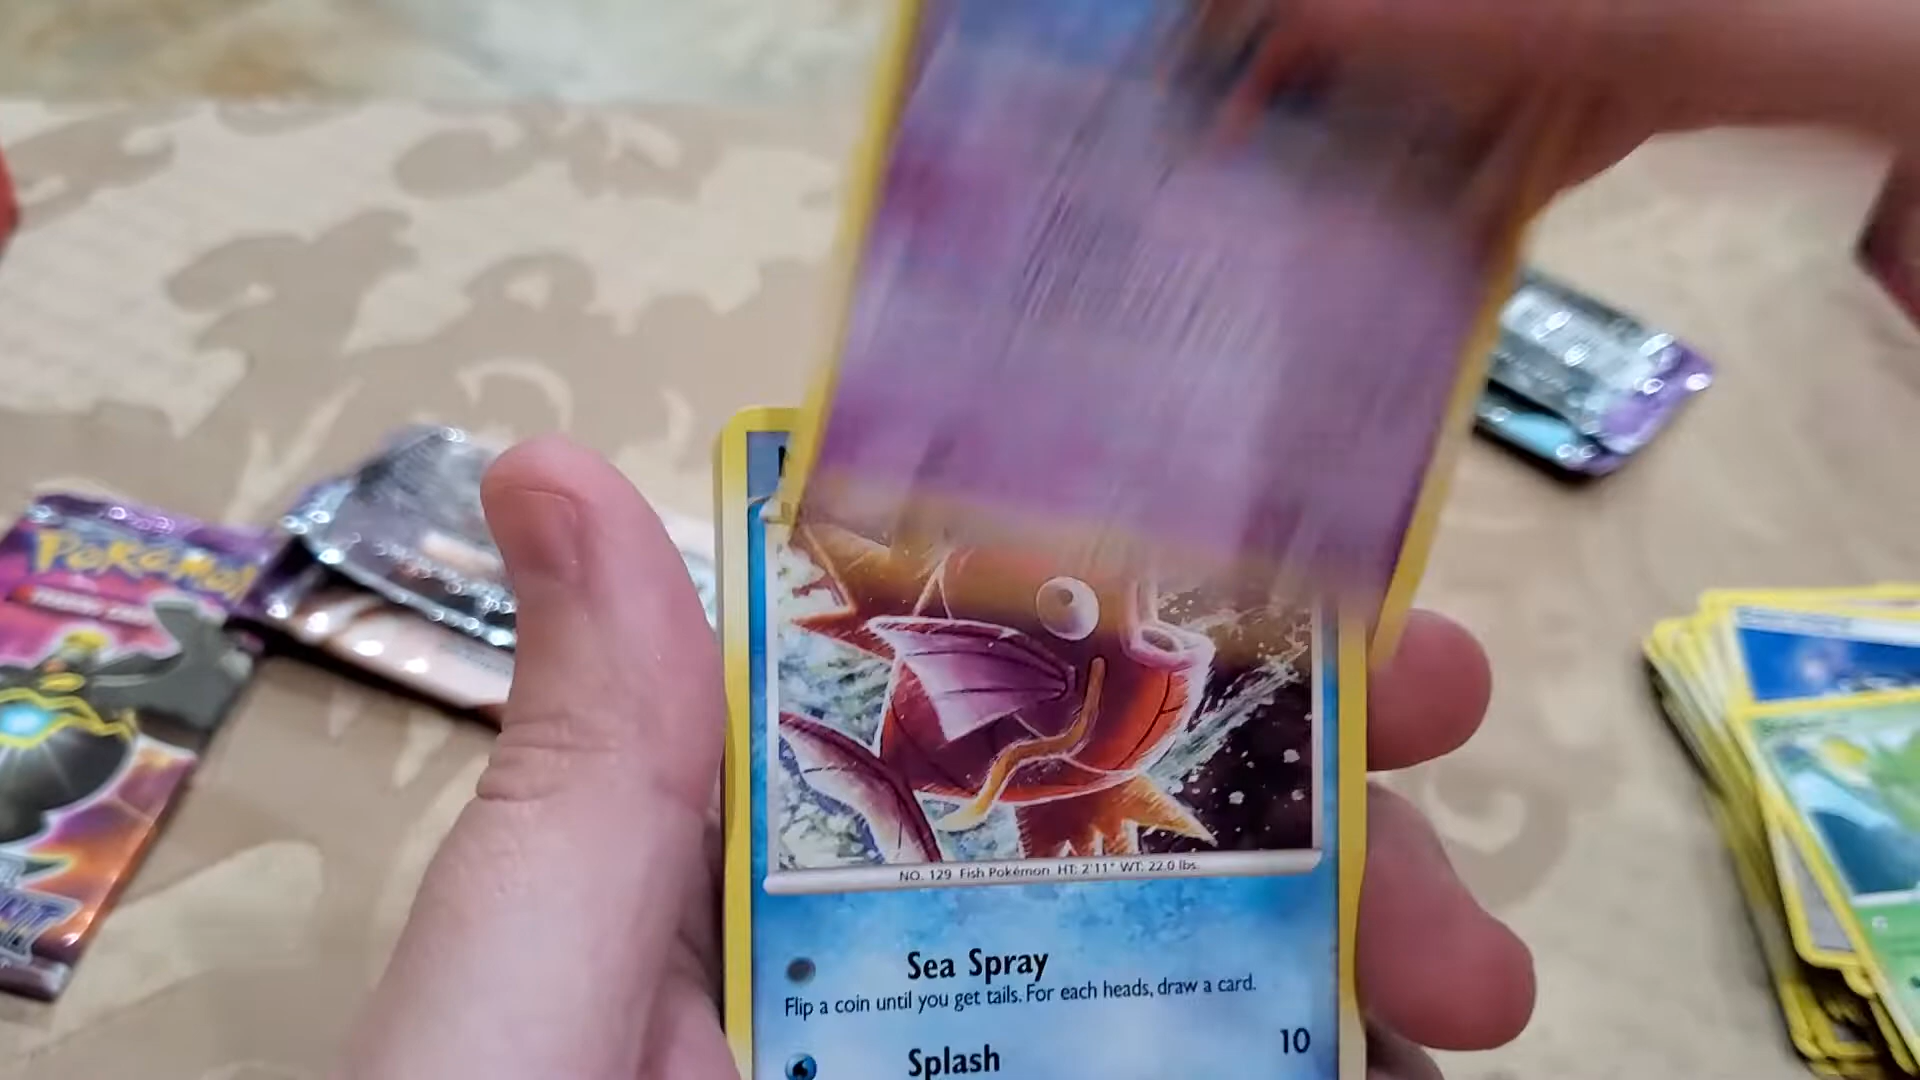 Pokémon
NO. 129 Fish Pokémon HT: 2'11" WT: 22.0 lbs.
Sea Spray
Flip a coin until you get tails. For each heads, draw a card.
Splash 10